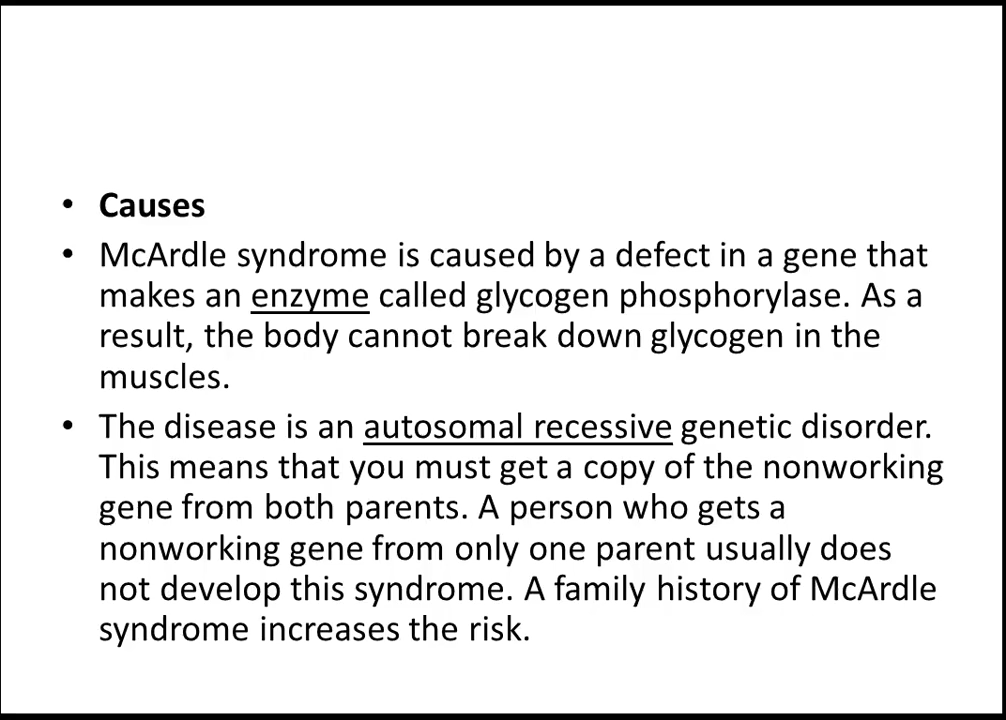 • Causes
• McArdle syndrome is caused by a defect in a gene that
makes an enzyme called glycogen phosphorylase. As a
result, the body cannot break down glycogen in the
muscles.
• The disease is an autosomal recessive genetic disorder.
This means that you must get a copy of the nonworking
gene from both parents. A person who gets a
nonworking gene from only one parent usually does
not develop this syndrome. A family history of McArdle
syndrome increases the risk.